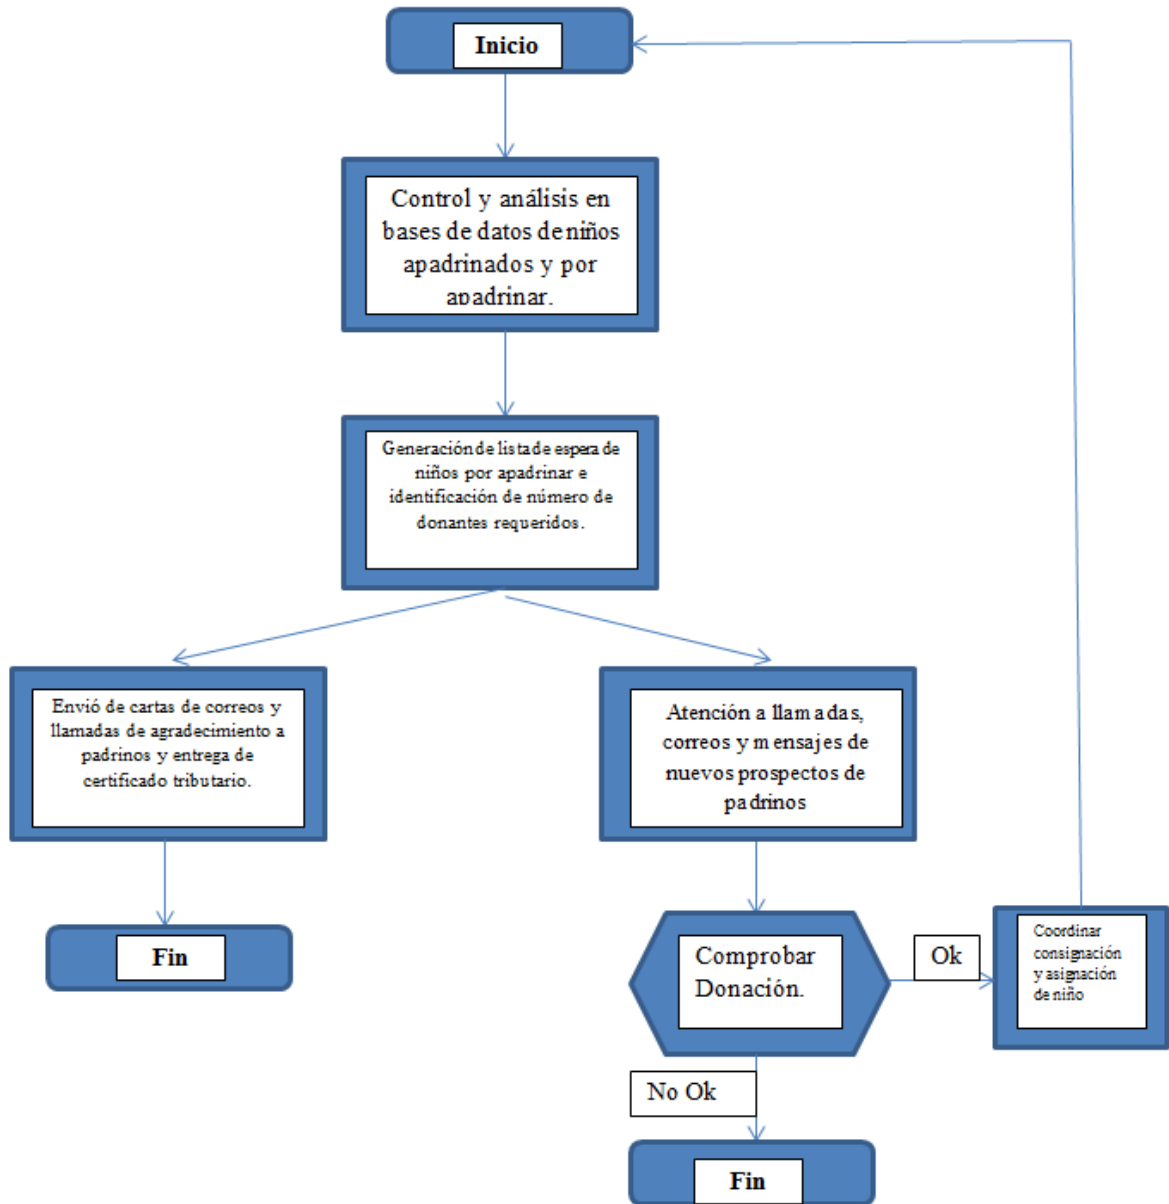 Inicio
Control y análisis en
bases de datos de niños
apadrinados y por
apadrinar.
Generación de lista de espera de
niños por apadrinar e
identificación de número de
donantes requeridos.
Envió de cartas de correos y
llamadas de agradecimiento a
padrinos y entrega de
certificado tributario.
Atención a llamadas,
correos y mensajes de
nuevos prospectos de
padrinos
Fin
Comprobar
Donación.
Ok
Coordinar
consignación
y asignación
de niño
No Ok
Fin